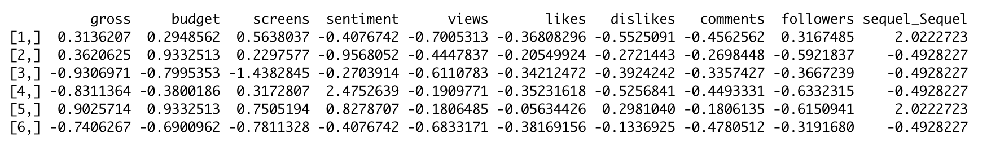 gross budget screens sentiment views likes dislikes comments followers sequel_Sequel
[1,] 0.3136207 0.2948562 0.5638037 -0.4076742 -0.7005313 -0.36808296 -0.5525091 -0.4562562 0.3167485 2.0222723
[2,] 0.3620625 0.9332513 0.2297577 -0.9568052 -0.4447837 -0.20549924 -0.2721443 -0.2698448 -0.5921837 -0.4928227
[3,] -0.9306971 -0.7995353 -1.4382845 -0.2703914 -0.6110783 -0.34212472 -0.3924242 -0.3357427 -0.3667239 -0.4928227
[4,] -0.8311364 -0.3800186 0.3172807 2.4752639 -0.1909771 -0.35231618 -0.5256841 -0.4493331 -0.6332315 -0.4928227
[5,] 0.9025714 0.9332513 0.7505194 0.8278707 -0.1806485 -0.05634426 0.2981040 -0.1806135 -0.6150941 2.0222723
[6,] -0.7406267 -0.6900962 -0.7811328 -0.4076742 -0.6833171 -0.38169156 -0.1336925 -0.4780512 -0.3191680 -0.4928227